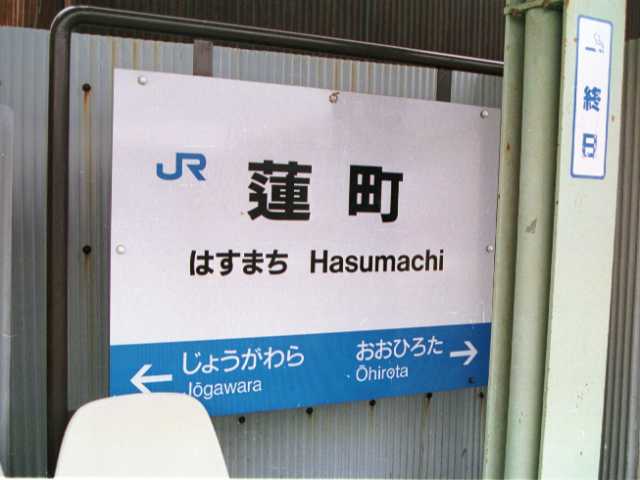 JR
蓮町
はすまち Hasumachi
じょうがわら
Jōgawara
おおひろた
Ōhirota
終日